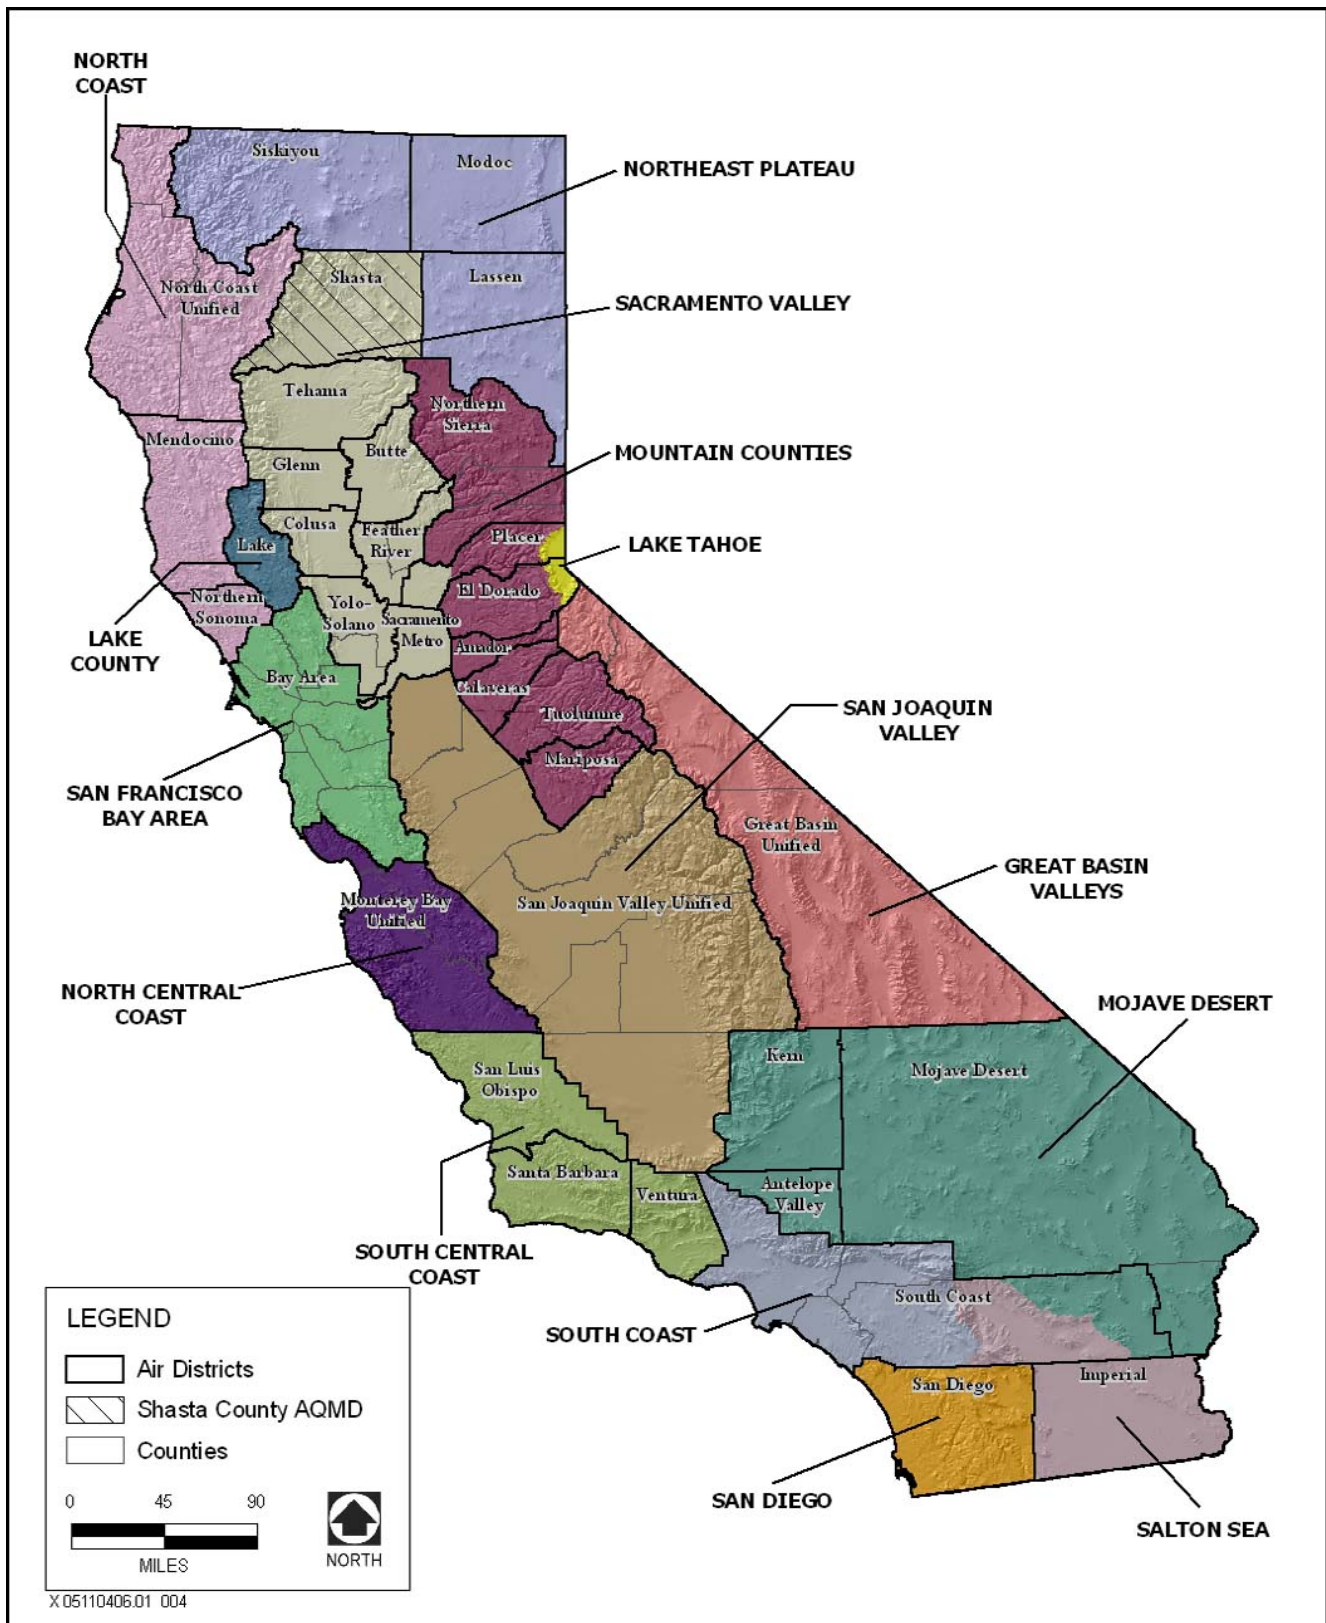 NORTH
COAST
Siskiyou
Modoc
NORTHEAST PLATEAU
North Coast
Unified
Shasta
Lassen
SACRAMENTO VALLEY
Tehama
Northern
Sierra
Mendocino
Butte
Glenn
MOUNTAIN COUNTIES
Colusa
Feather
River
Lake
Placer
LAKE TAHOE
El Dorado
Northern
Sonoma
Yolo-
Solano
Sacramento
Metro
LAKE
COUNTY
Amador
Bay Area
Calaveras
Tuolumne
SAN JOAQUIN
VALLEY
Mariposa
SAN FRANCISCO
BAY AREA
Great Basin
Unified
GREAT BASIN
VALLEYS
Monterey Bay
Unified
San Joaquin Valley Unified
NORTH CENTRAL
COAST
MOJAVE DESERT
Kern
Mojave Desert
San Luis
Obispo
Santa Barbara
Ventura
Antelope
Valley
SOUTH CENTRAL
COAST
South Coast
SOUTH COAST
San Diego
Imperial
SAN DIEGO
SALTON SEA
LEGEND
Air Districts
Shasta County AQMD
Counties
0 45 90
MILES
NORTH
X 05110406.01 004